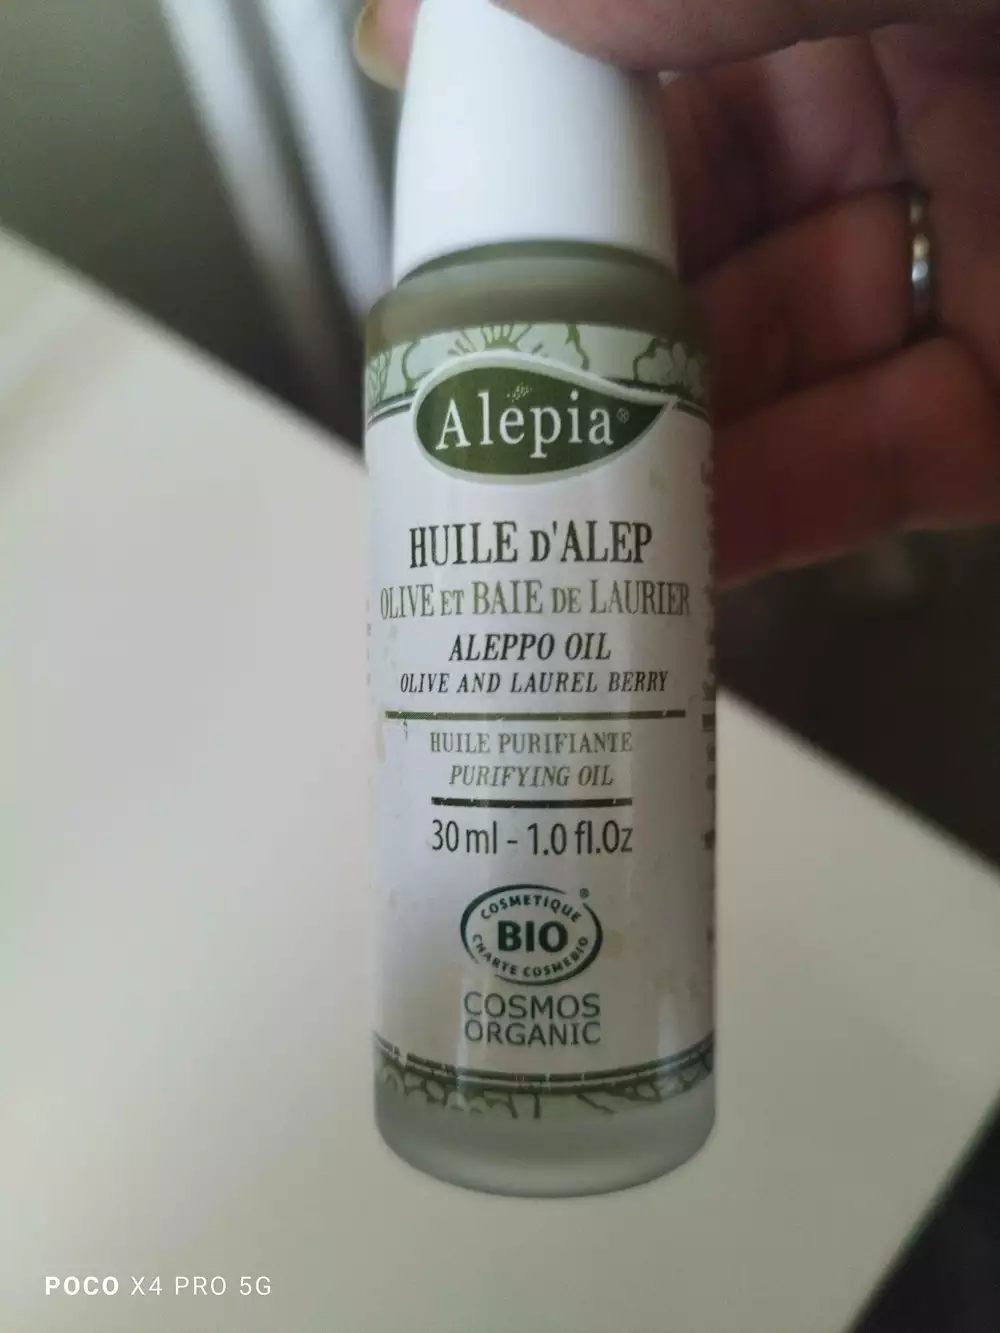 Alepia®
HUILE D'ALEP
OLIVE ET BAIE DE LAURIER
ALEPPO OIL
OLIVE AND LAUREL BERRY
HUILE PURIFIANTE
PURIFYING OIL
30 ml - 1.0 fl.Oz
COSMETIQUE ®
BIO
CHARTE COSMEBIO
COSMOS
ORGANIC
POCO X4 PRO 5G